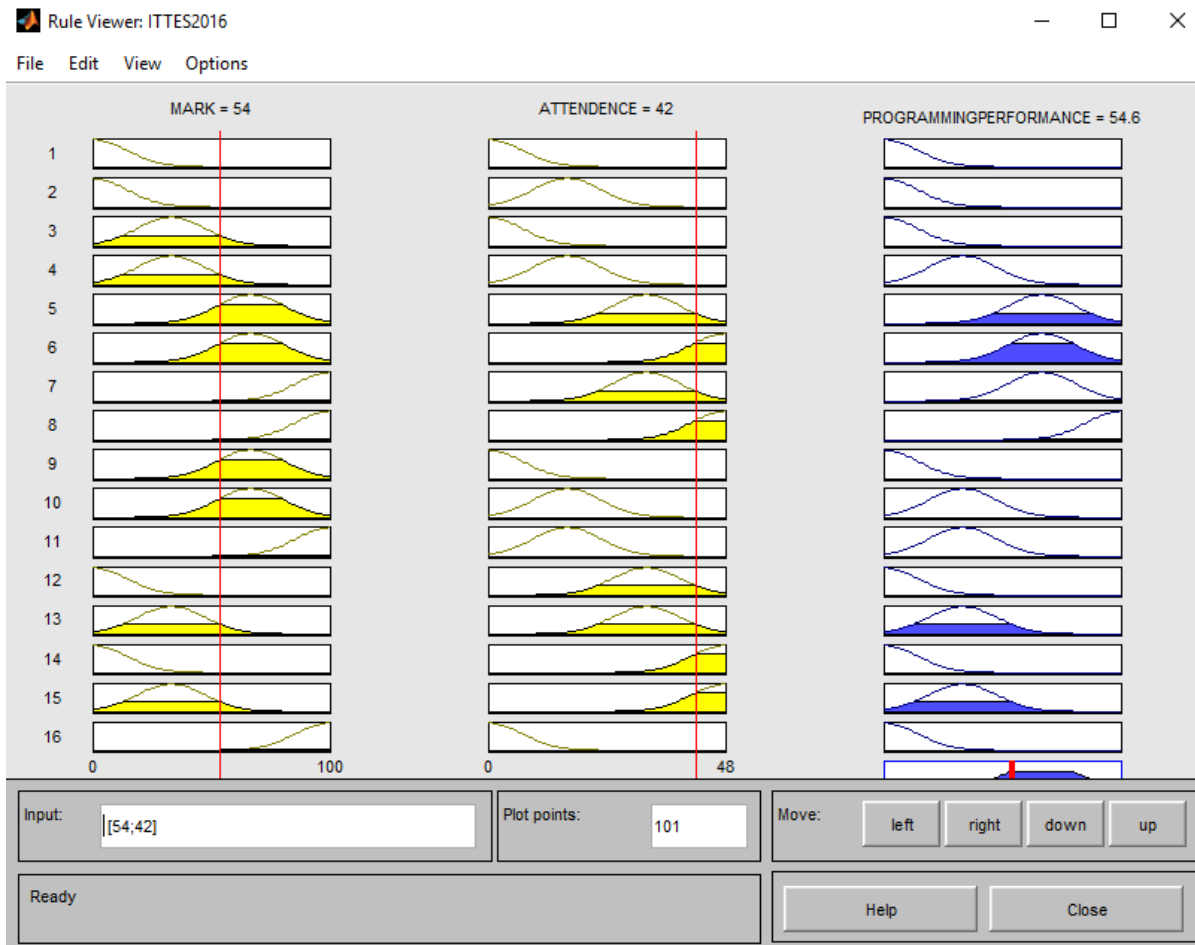 Rule Viewer: ITTES2016
File Edit View Options
MARK = 54
ATTENDENCE = 42
PROGRAMMINGPERFORMANCE = 54.6
1
2
3
4
5
6
7
8
9
10
11
12
13
14
15
16
0 100 0 48
Input: [54;42]
Plot points: 101
Move: left right down up
Ready
Help Close